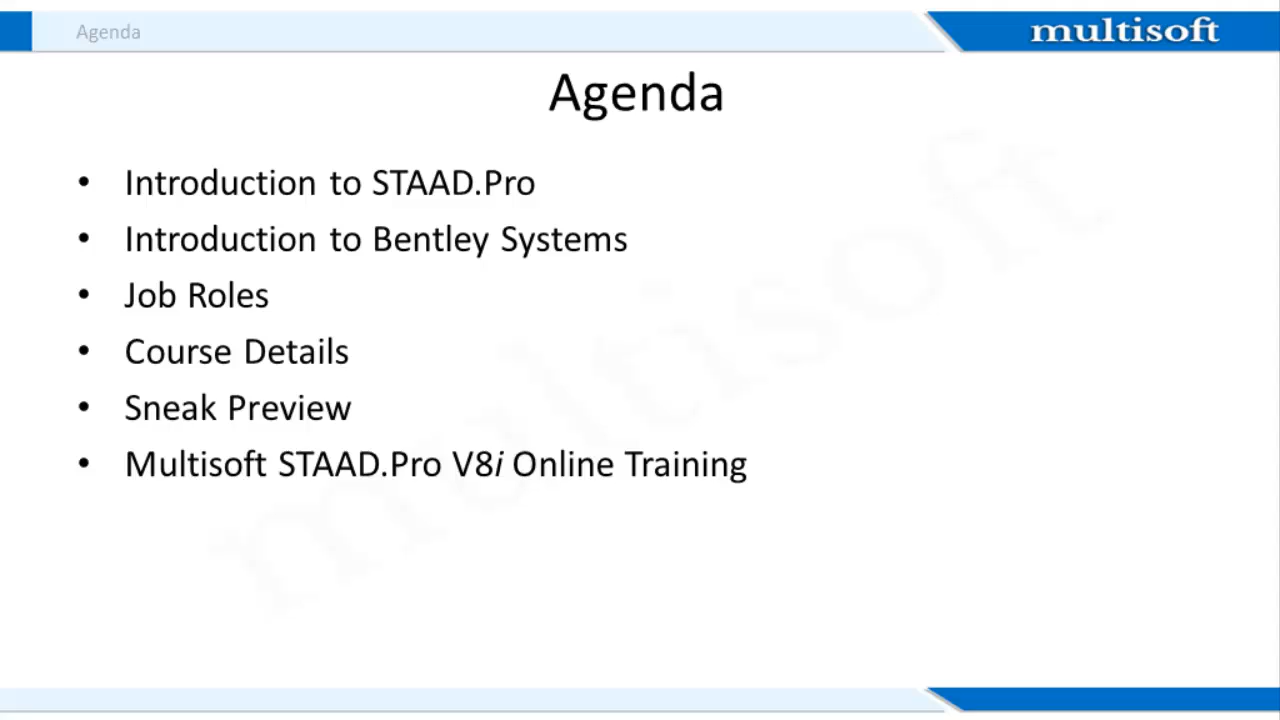 Agenda
multisoft
Agenda
• Introduction to STAAD.Pro
• Introduction to Bentley Systems
• Job Roles
• Course Details
• Sneak Preview
• Multisoft STAAD.Pro V8i Online Training
multisoft